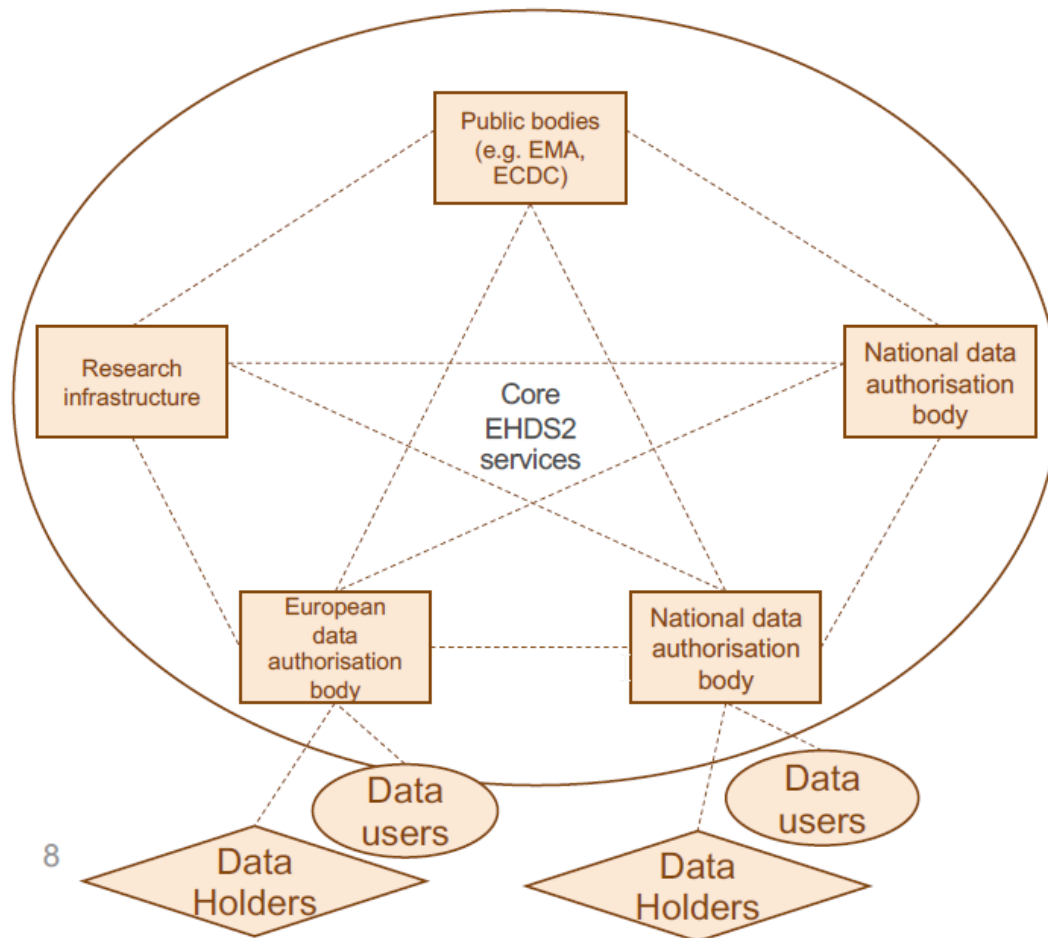 Public bodies
(e.g. EMA,
ECDC)
Research
infrastructure
National data
authorisation
body
Core
EHDS2
services
European
data
authorisation
body
National data
authorisation
body
Data
users
Data
users
8
Data
Holders
Data
Holders